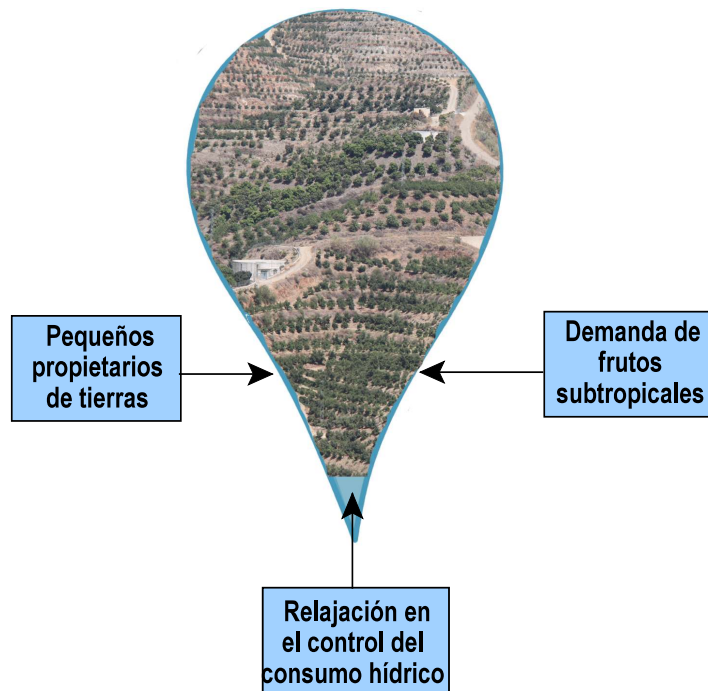 Pequeños
propietarios
de tierras
Demanda de
frutos
subtropicales
Relajación en
el control del
consumo hídrico